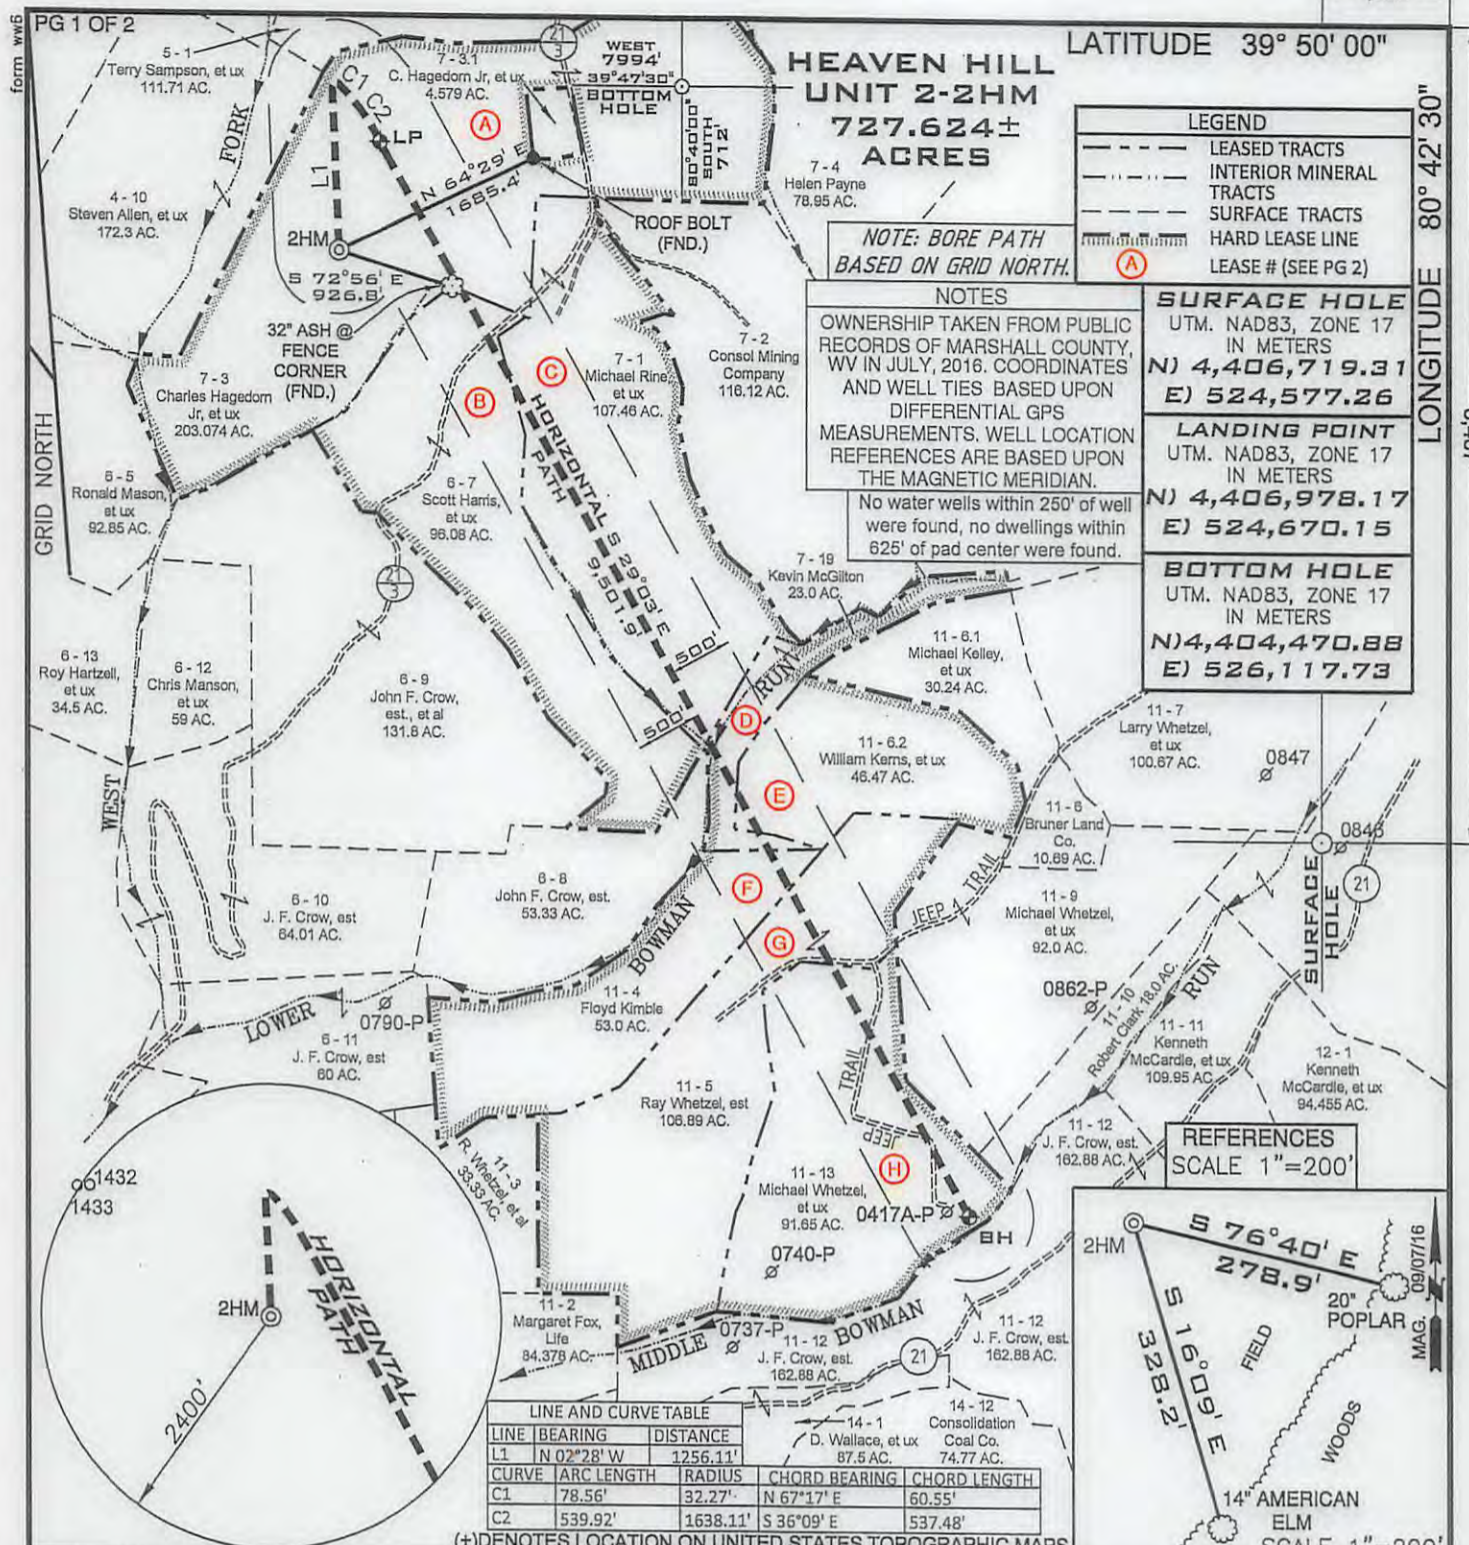 form ww6
PG 1 OF 2
5 - 1
Terry Sampson, et ux
111.71 AC.
7 - 3.1
C. Hagedorn Jr, et ux
4.579 AC.
21
3
WEST
7994'
39°47'30"
BOTTOM
HOLE
80°40'00"
SOUTH
712'
HEAVEN HILL
UNIT 2-2HM
727.624±
ACRES
LATITUDE 39° 50' 00"
LONGITUDE 80° 42' 30"
LEGEND
LEASED TRACTS
INTERIOR MINERAL
TRACTS
SURFACE TRACTS
HARD LEASE LINE
A LEASE # (SEE PG 2)
FORK
C1
C2
LP
L1
A
N 64°29' E
1685.4'
4 - 10
Steven Allen, et ux
172.3 AC.
2HM
S 72°56' E
926.8'
ROOF BOLT
(FND.)
7 - 4
Helen Payne
78.95 AC.
NOTE: BORE PATH
BASED ON GRID NORTH.
NOTES
OWNERSHIP TAKEN FROM PUBLIC
RECORDS OF MARSHALL COUNTY,
WV IN JULY, 2016. COORDINATES
AND WELL TIES BASED UPON
DIFFERENTIAL GPS
MEASUREMENTS. WELL LOCATION
REFERENCES ARE BASED UPON
THE MAGNETIC MERIDIAN.
No water wells within 250' of well
were found, no dwellings within
625' of pad center were found.
SURFACE HOLE
UTM. NAD83, ZONE 17
IN METERS
N) 4,406,719.31
E) 524,577.26
LANDING POINT
UTM. NAD83, ZONE 17
IN METERS
N) 4,406,978.17
E) 524,670.15
BOTTOM HOLE
UTM. NAD83, ZONE 17
IN METERS
N)4,404,470.88
E) 526,117.73
32" ASH @
FENCE
CORNER
(FND.)
7 - 3
Charles Hagedorn
Jr, et ux
203.074 AC.
GRID NORTH
B
C
7 - 1
Michael Rine,
et ux
107.46 AC.
7 - 2
Consol Mining
Company
116.12 AC.
6 - 5
Ronald Mason,
et ux
92.85 AC.
6 - 7
Scott Harris,
et ux
96.08 AC.
HORIZONTAL S 29°03' E
PATH 9,501.9'
21
3
7 - 19
Kevin McGilton
23.0 AC.
500'
500'
RUN
11 - 6.1
Michael Kelley,
et ux
30.24 AC.
6 - 13
Roy Hartzell,
et ux
34.5 AC.
6 - 12
Chris Manson,
et ux
59 AC.
6 - 9
John F. Crow,
est., et al
131.8 AC.
D
11 - 6.2
William Kerns, et ux
46.47 AC.
11 - 7
Larry Whetzel,
et ux
100.67 AC.
0847
WEST
E
11 - 6
Bruner Land
Co.
10.69 AC.
SURFACE
HOLE
21
6 - 10
J. F. Crow, est
64.01 AC.
6 - 8
John F. Crow, est.
53.33 AC.
F
G
JEEP
TRAIL
11 - 9
Michael Whetzel,
et ux
92.0 AC.
BOWMAN
LOWER
0790-P
6 - 11
J. F. Crow, est
60 AC.
11 - 4
Floyd Kimble
53.0 AC.
0862-P
11 - 10
Robert Clark 18.0 AC.
RUN
11 - 11
Kenneth
McCardle, et ux
109.95 AC.
12 - 1
Kenneth
McCardle, et ux
94.455 AC.
11 - 5
Ray Whetzel, est
106.89 AC.
TRAIL
JEEP
11 - 12
J. F. Crow, est.
162.88 AC.
11 - 3
R. Whetzel, et al
33.33 AC.
H
11 - 13
Michael Whetzel,
et ux
91.65 AC.
0417A-P
BH
0740-P
REFERENCES
SCALE 1"=200'
1432
1433
2HM
HORIZONTAL
PATH
2400'
11 - 2
Margaret Fox,
Life
84.378 AC.
MIDDLE
0737-P
11 - 12
J. F. Crow, est.
162.88 AC.
BOWMAN
21
11 - 12
J. F. Crow, est.
162.88 AC.
2HM
S 76°40' E
278.9'
S 16°09' E
328.2'
20"
POPLAR
FIELD
WOODS
MAG. 09/07/16
14" AMERICAN
ELM
SCALE 1"=200'
14 - 1
D. Wallace, et ux
87.5 AC.
14 - 12
Consolidation
Coal Co.
74.77 AC.
LINE AND CURVE TABLE
LINE BEARING DISTANCE
L1 N 02°28' W 1256.11'
CURVE ARC LENGTH RADIUS CHORD BEARING CHORD LENGTH
C1 78.56' 32.27' N 67°17' E 60.55'
C2 539.92' 1638.11' S 36°09' E 537.48'
(+)DENOTES LOCATION ON UNITED STATES TOPOGRAPHIC MAPS